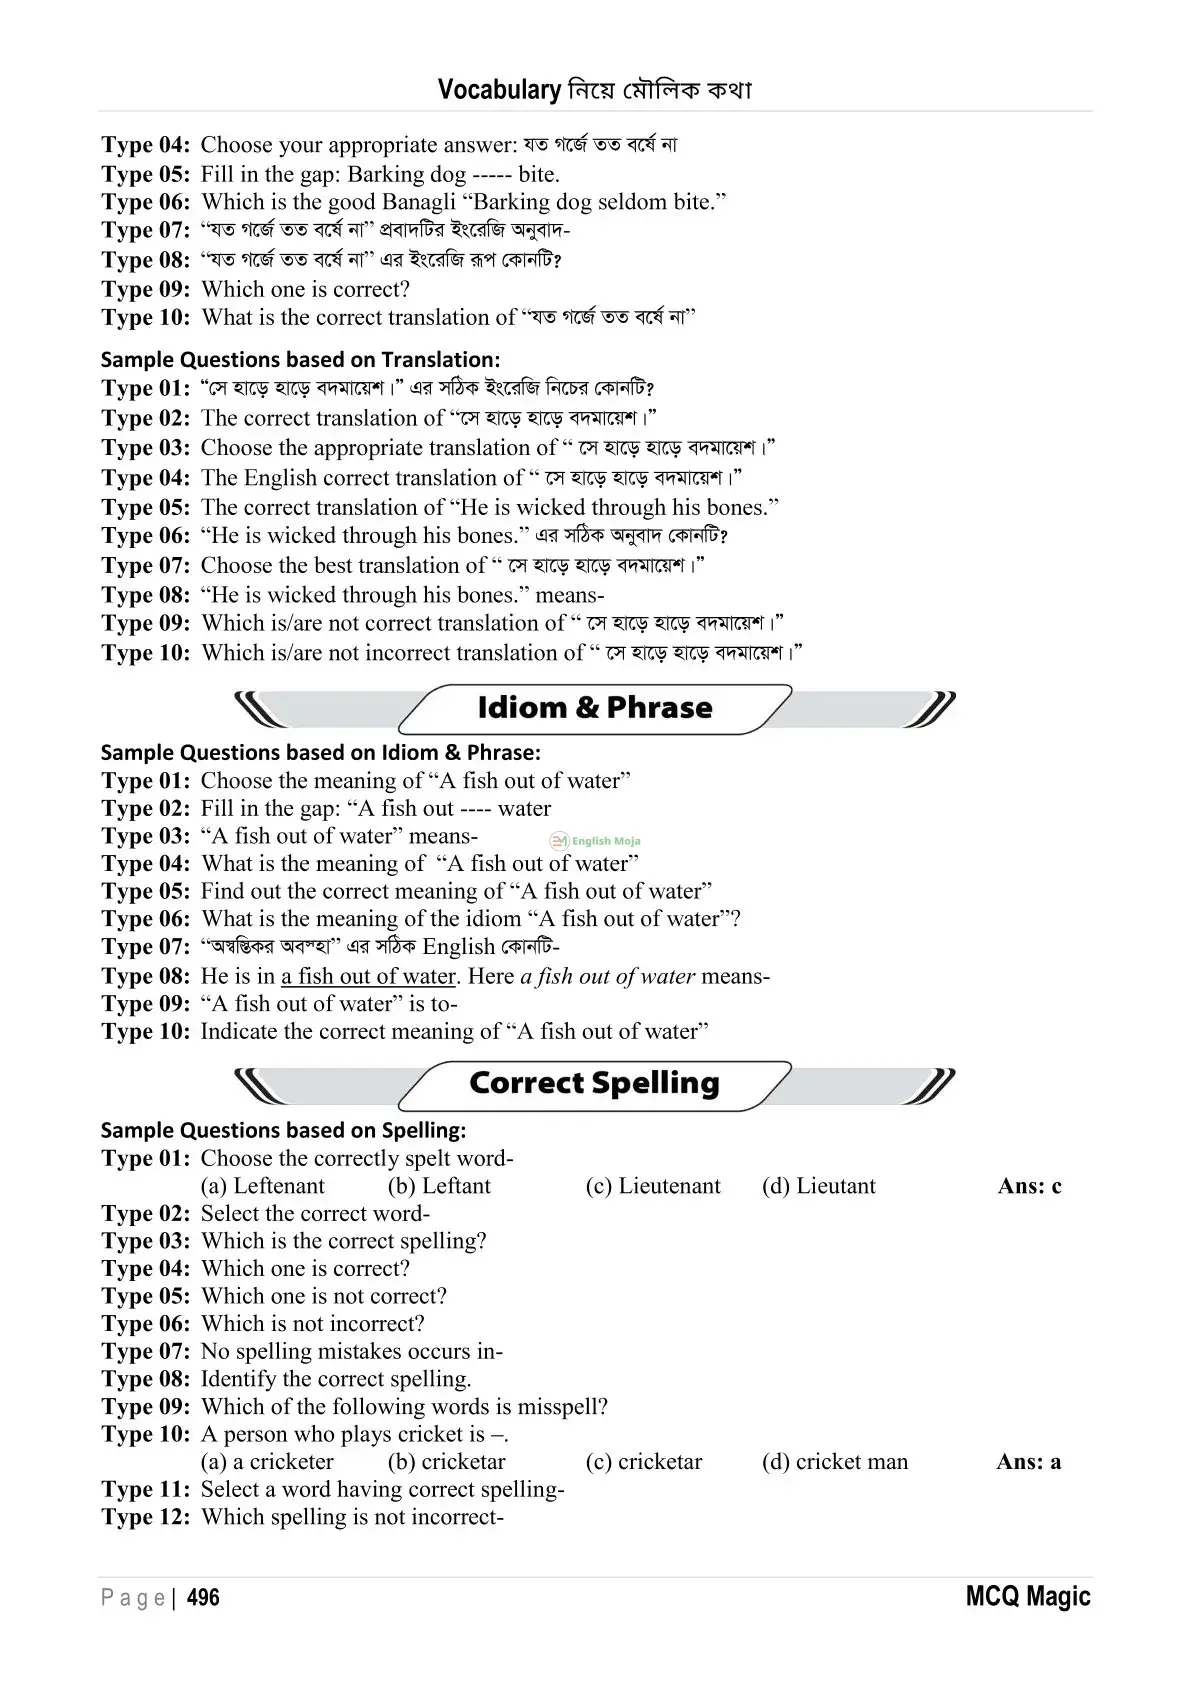 Vocabulary নিয়ে মৌলিক কথা
Type 04: Choose your appropriate answer: যত গর্জে তত বর্ষে না
Type 05: Fill in the gap: Barking dog ----- bite.
Type 06: Which is the good Banagli “Barking dog seldom bite.”
Type 07: “যত গর্জে তত বর্ষে না” প্রবাদটির ইংরেজি অনুবাদ-
Type 08: “যত গর্জে তত বর্ষে না” এর ইংরেজি রূপ কোনটি?
Type 09: Which one is correct?
Type 10: What is the correct translation of “যত গর্জে তত বর্ষে না”
Sample Questions based on Translation:
Type 01: “সে হাড়ে হাড়ে বদমায়েশ।” এর সঠিক ইংরেজি নিচের কোনটি?
Type 02: The correct translation of “সে হাড়ে হাড়ে বদমায়েশ।”
Type 03: Choose the appropriate translation of “ সে হাড়ে হাড়ে বদমায়েশ।”
Type 04: The English correct translation of “ সে হাড়ে হাড়ে বদমায়েশ।”
Type 05: The correct translation of “He is wicked through his bones.”
Type 06: “He is wicked through his bones.” এর সঠিক অনুবাদ কোনটি?
Type 07: Choose the best translation of “ সে হাড়ে হাড়ে বদমায়েশ।”
Type 08: “He is wicked through his bones.” means-
Type 09: Which is/are not correct translation of “ সে হাড়ে হাড়ে বদমায়েশ।”
Type 10: Which is/are not incorrect translation of “ সে হাড়ে হাড়ে বদমায়েশ।”
Idiom & Phrase
Sample Questions based on Idiom & Phrase:
Type 01: Choose the meaning of “A fish out of water”
Type 02: Fill in the gap: “A fish out ---- water
Type 03: “A fish out of water” means-
EM English Moja
Type 04: What is the meaning of “A fish out of water”
Type 05: Find out the correct meaning of “A fish out of water”
Type 06: What is the meaning of the idiom “A fish out of water”?
Type 07: “অস্বস্তিকর অবস্হা” এর সঠিক English কোনটি-
Type 08: He is in a fish out of water. Here a fish out of water means-
Type 09: “A fish out of water” is to-
Type 10: Indicate the correct meaning of “A fish out of water”
Correct Spelling
Sample Questions based on Spelling:
Type 01: Choose the correctly spelt word-
(a) Leftenant (b) Leftant (c) Lieutenant (d) Lieutant Ans: c
Type 02: Select the correct word-
Type 03: Which is the correct spelling?
Type 04: Which one is correct?
Type 05: Which one is not correct?
Type 06: Which is not incorrect?
Type 07: No spelling mistakes occurs in-
Type 08: Identify the correct spelling.
Type 09: Which of the following words is misspell?
Type 10: A person who plays cricket is –.
(a) a cricketer (b) cricketar (c) cricketar (d) cricket man Ans: a
Type 11: Select a word having correct spelling-
Type 12: Which spelling is not incorrect-
Page| 496 MCQ Magic